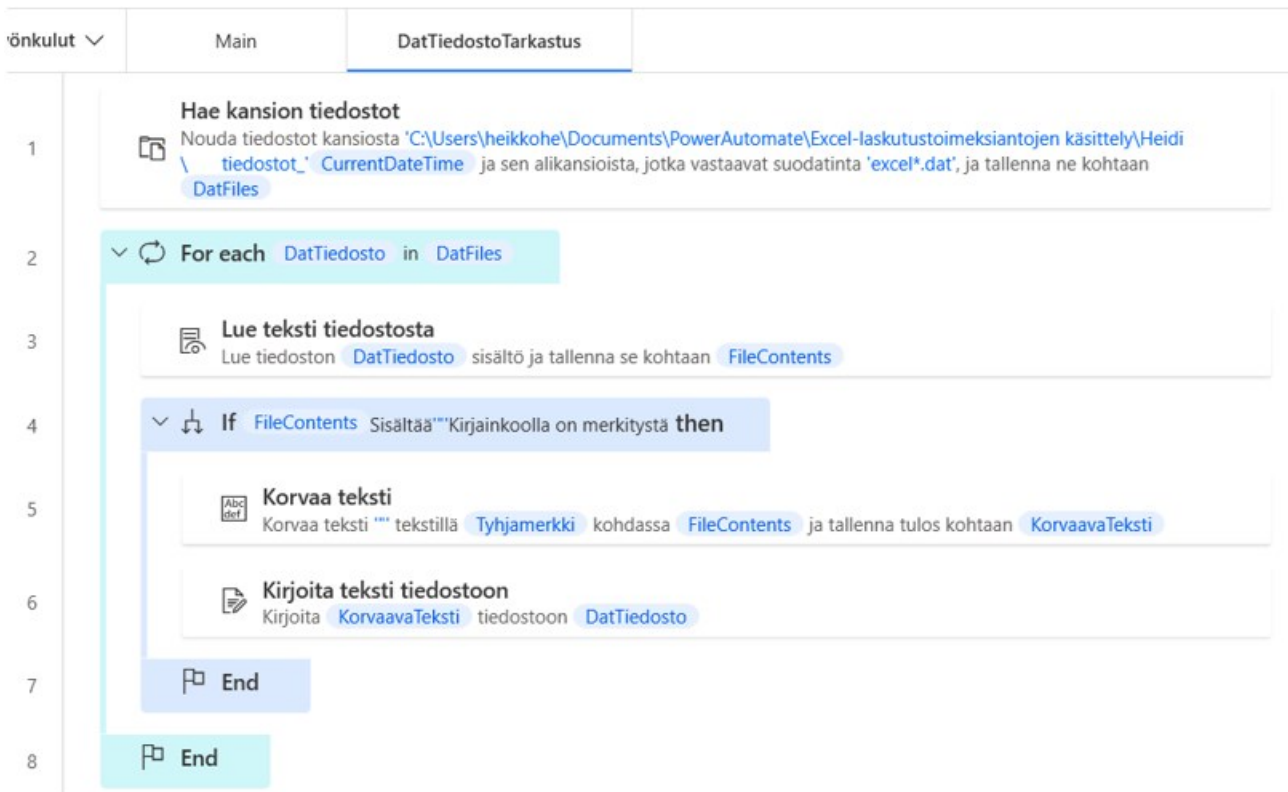 yönkulut Main DatTiedostoTarkastus
1
Hae kansion tiedostot
Nouda tiedostot kansiosta 'C:\Users\heikkohe\Documents\PowerAutomate\Excel-laskutustoimeksiantojen käsittely\Heidi
\ tiedostot_' CurrentDateTime ja sen alikansioista, jotka vastaavat suodatinta 'excel*.dat', ja tallenna ne kohtaan
DatFiles
2 For each DatTiedosto in DatFiles
3
Lue teksti tiedostosta
Lue tiedoston DatTiedosto sisältö ja tallenna se kohtaan FileContents
4 If FileContents Sisältää'"'Kirjainkoolla on merkitystä then
5
Korvaa teksti
Abc
def
Korvaa teksti '"' tekstillä Tyhjamerkki kohdassa FileContents ja tallenna tulos kohtaan KorvaavaTeksti
6
Kirjoita teksti tiedostoon
Kirjoita KorvaavaTeksti tiedostoon DatTiedosto
7 End
8 End